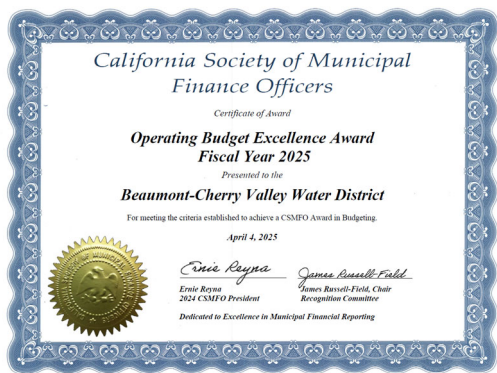 California Society of Municipal
Finance Officers
Certificate of Award
Operating Budget Excellence Award
Fiscal Year 2025
Presented to the
Beaumont-Cherry Valley Water District
For meeting the criteria established to achieve a CSMFO Award in Budgeting.
April 4, 2025
Ernie Reyna James Russell-Field
Ernie Reyna James Russell-Field, Chair
2024 CSMFO President Recognition Committee
Dedicated to Excellence in Municipal Financial Reporting